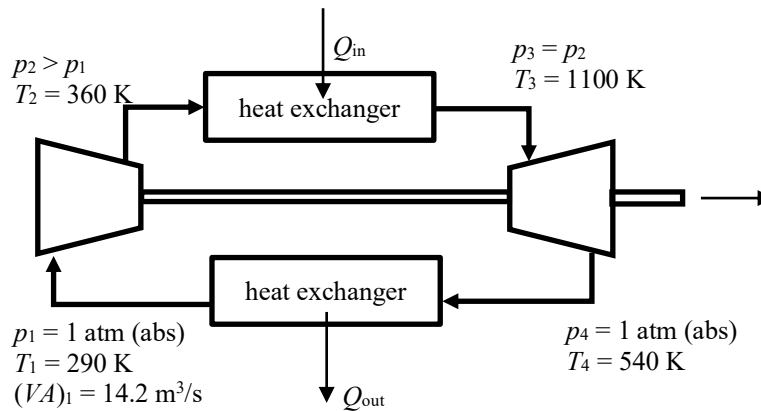 Q_in
p_2 > p_1
T_2 = 360 K
heat exchanger
p_3 = p_2
T_3 = 1100 K
heat exchanger
p_1 = 1 atm (abs)
T_1 = 290 K
(VA)_1 = 14.2 m³/s
p_4 = 1 atm (abs)
T_4 = 540 K
Q_out